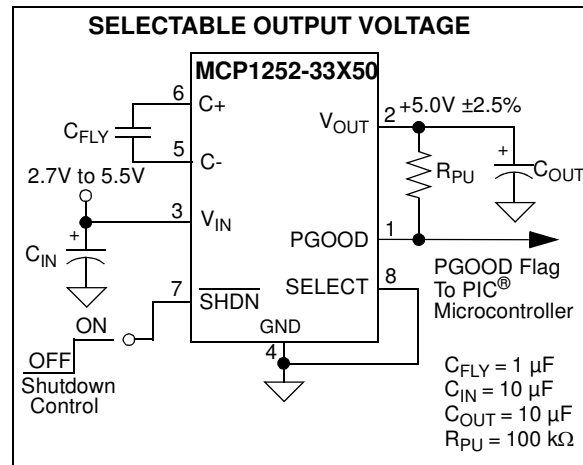 SELECTABLE OUTPUT VOLTAGE
MCP1252-33X50
6
C+
CFLY
5
C-
2.7V to 5.5V
3
VIN
+
CIN
7
SHDN
ON
OFF
Shutdown
Control
GND
4
VOUT
2
+5.0V ±2.5%
RPU
+
COUT
PGOOD
1
SELECT
8
PGOOD Flag
To PIC®
Microcontroller
CFLY = 1 µF
CIN = 10 µF
COUT = 10 µF
RPU = 100 kΩ